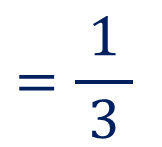 = 1/3